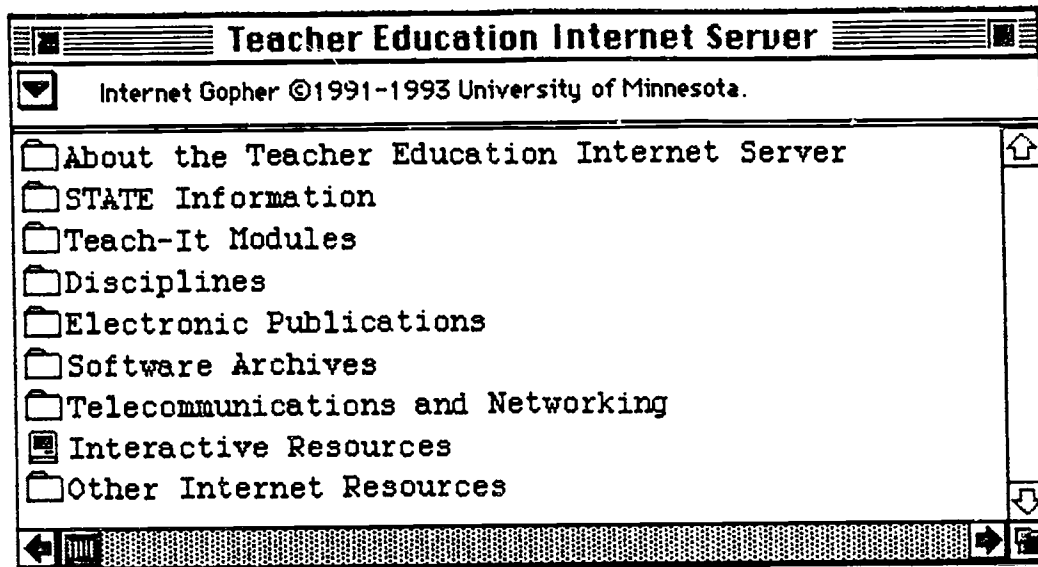 Teacher Education Internet Server
Internet Gopher ©1991-1993 University of Minnesota.
About the Teacher Education Internet Server
STATE Information
Teach-It Modules
Disciplines
Electronic Publications
Software Archives
Telecommunications and Networking
Interactive Resources
Other Internet Resources